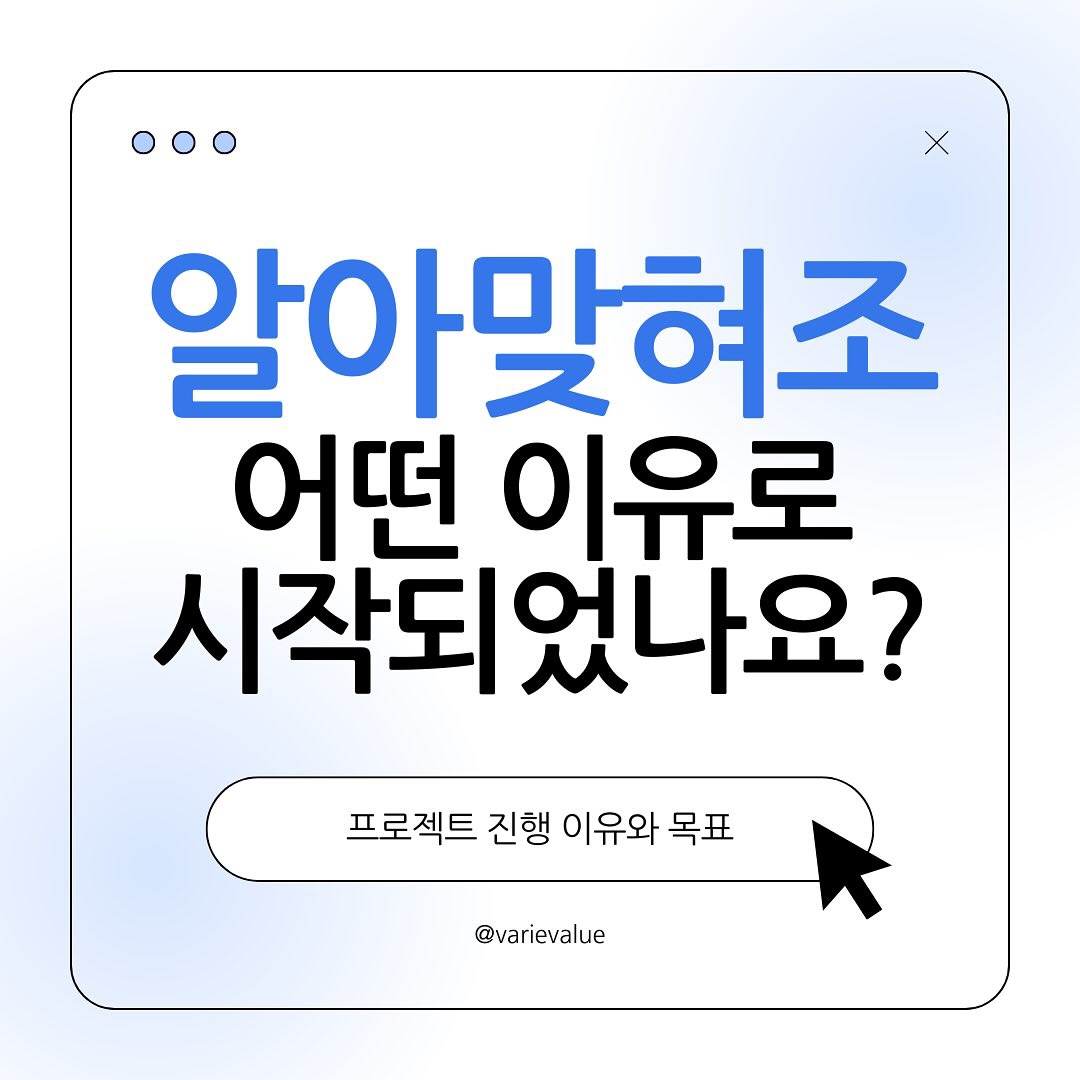 알아맞혀조
어떤 이유로
시작되었나요?
프로젝트 진행 이유와 목표
@varievalue